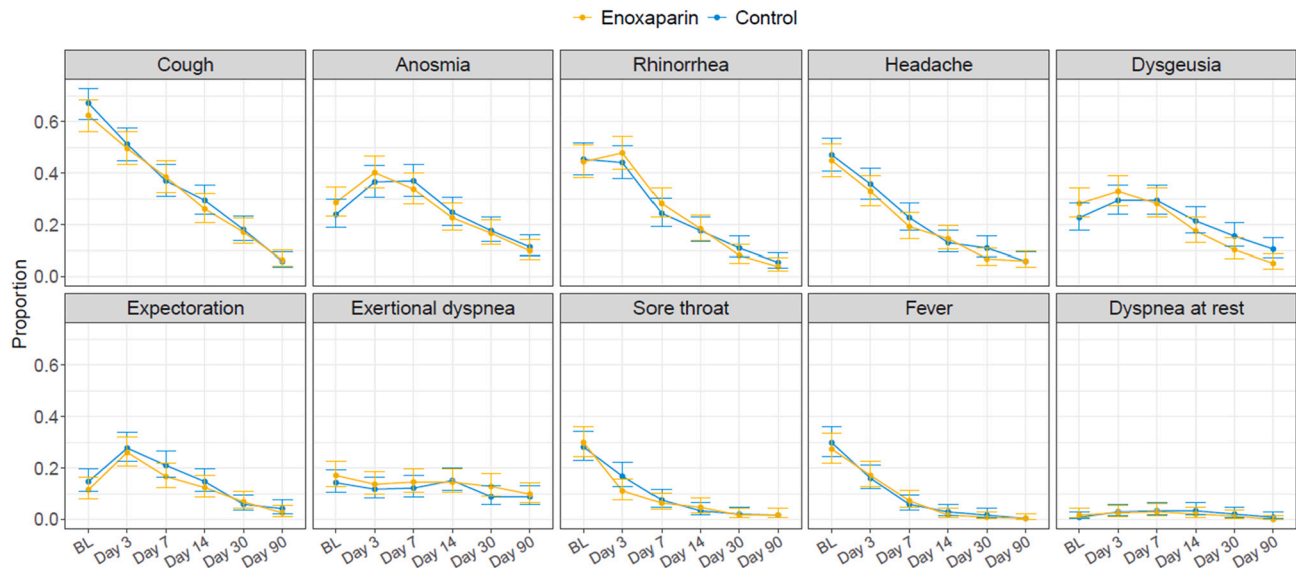 Enoxaparin Control
Cough Anosmia Rhinorrhea Headache Dysgeusia
0.6
0.4
0.2
0.0
Proportion
Expectoration Exertional dyspnea Sore throat Fever Dyspnea at rest
0.6
0.4
0.2
0.0
BL Day 3 Day 7 Day 14 Day 30 Day 90 BL Day 3 Day 7 Day 14 Day 30 Day 90 BL Day 3 Day 7 Day 14 Day 30 Day 90 BL Day 3 Day 7 Day 14 Day 30 Day 90 BL Day 3 Day 7 Day 14 Day 30 Day 90